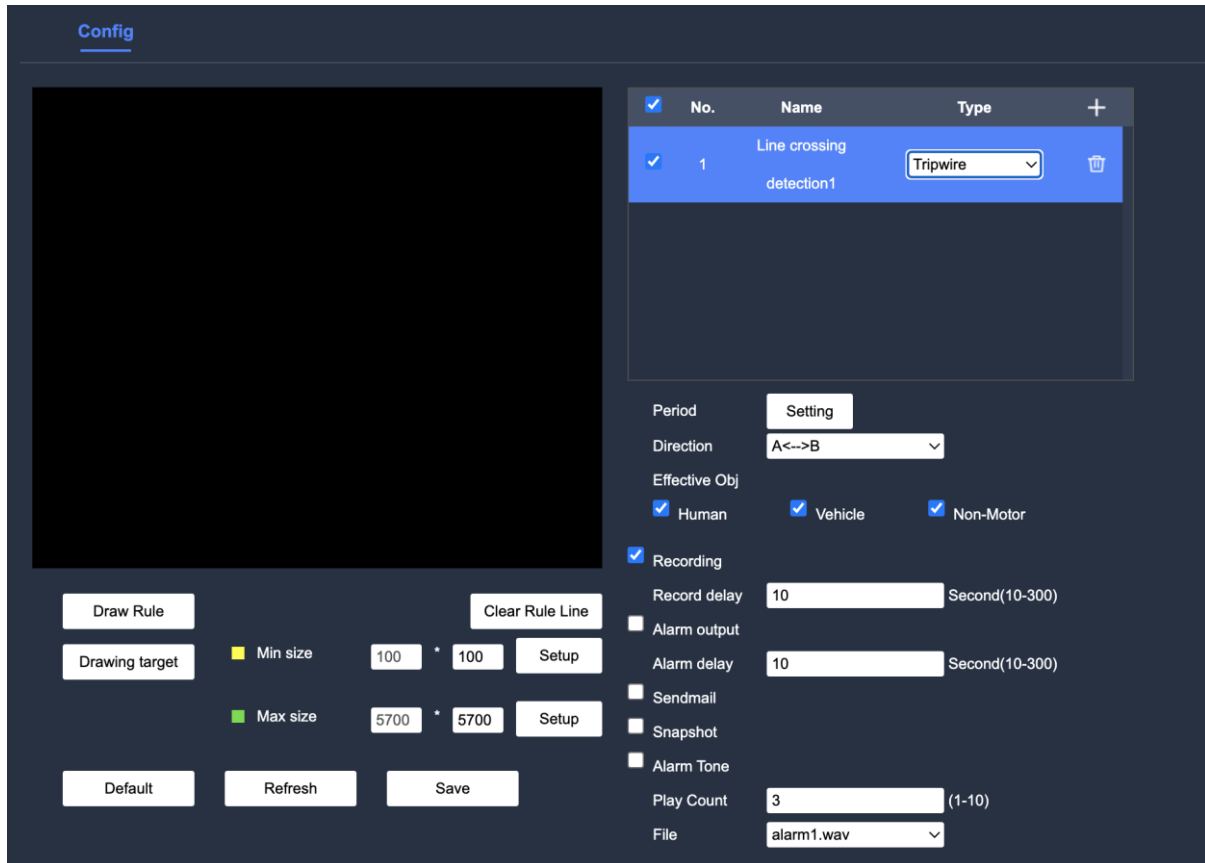 Config
No. Name Type +
1 Line crossing detection1 Tripwire
Period Setting
Direction A<-->B
Effective Obj
Human Vehicle Non-Motor
Recording
Record delay 10 Second(10-300)
Alarm output
Alarm delay 10 Second(10-300)
Sendmail
Snapshot
Alarm Tone
Play Count 3 (1-10)
File alarm1.wav
Draw Rule Clear Rule Line
Drawing target Min size 100 * 100 Setup
Max size 5700 * 5700 Setup
Default Refresh Save